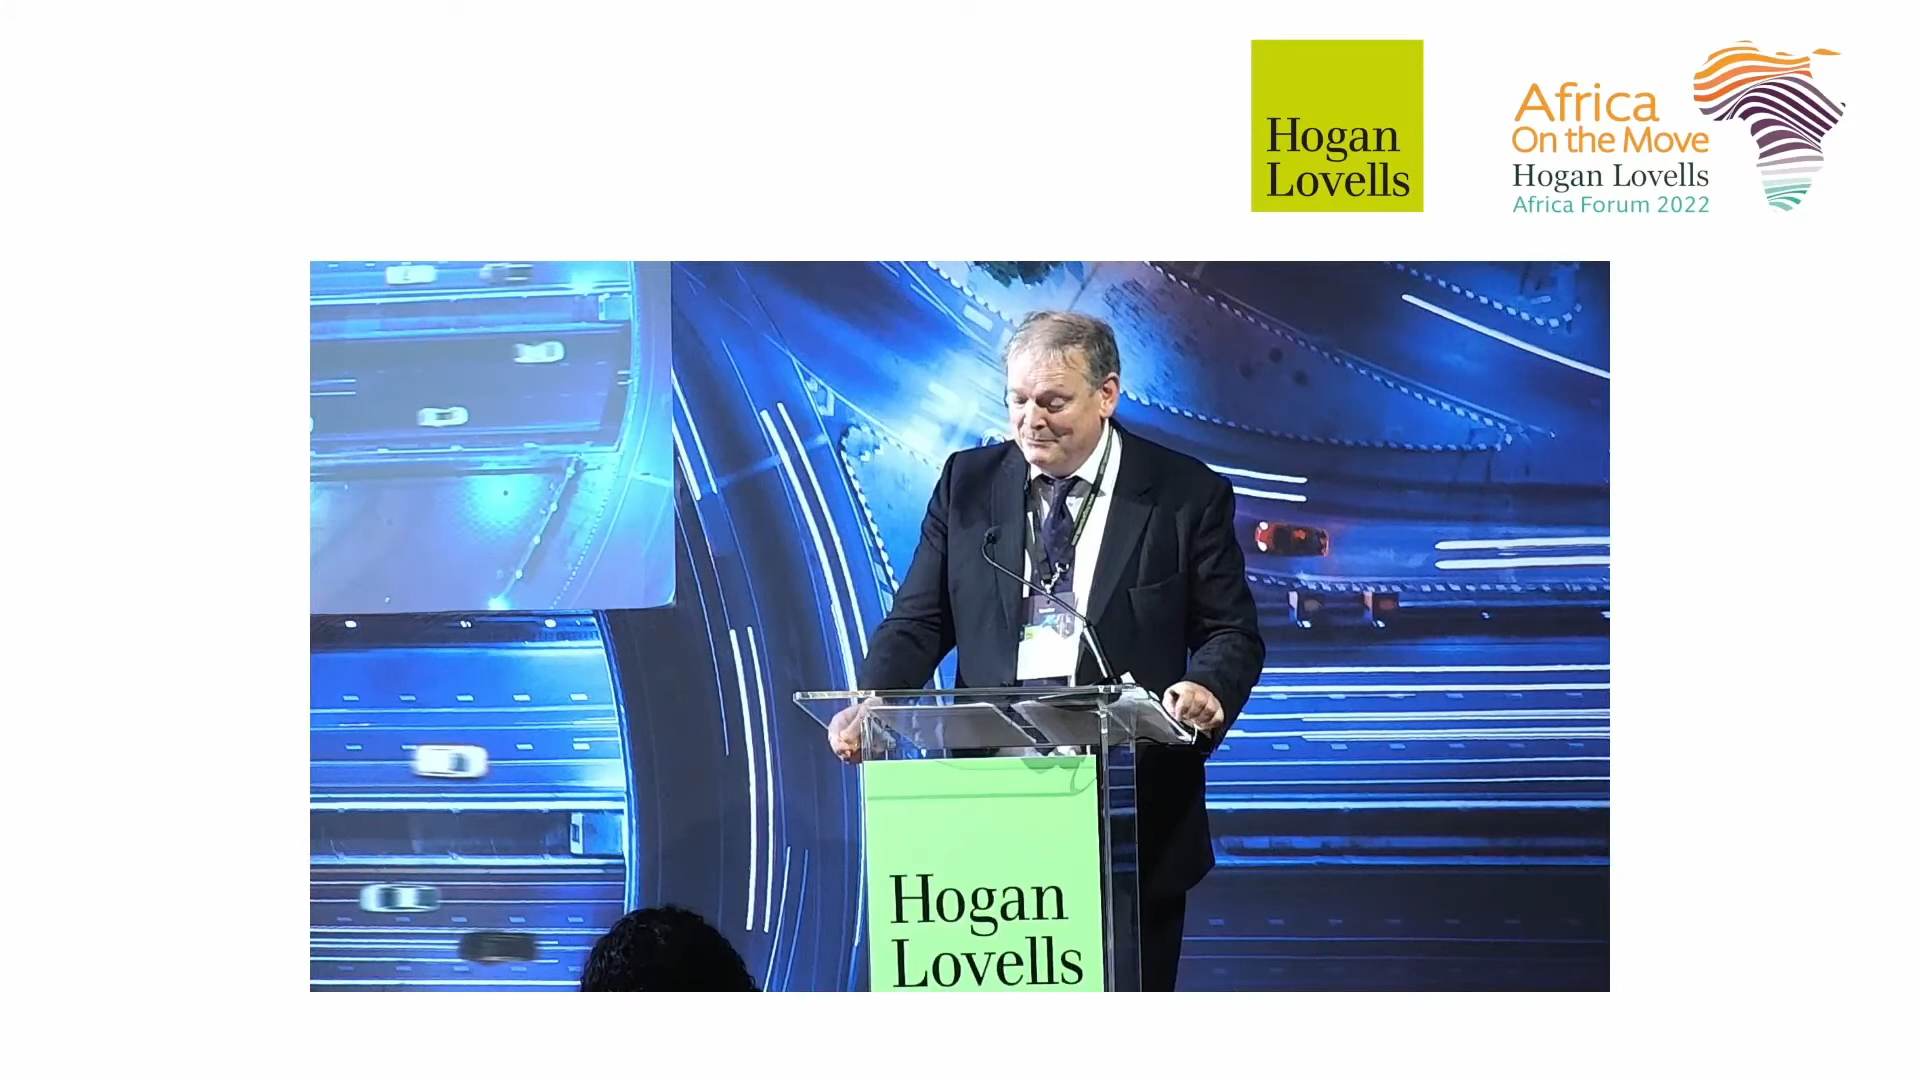 Hogan
Lovells
Africa
On the Move
Hogan Lovells
Africa Forum 2022
Hogan
Lovells